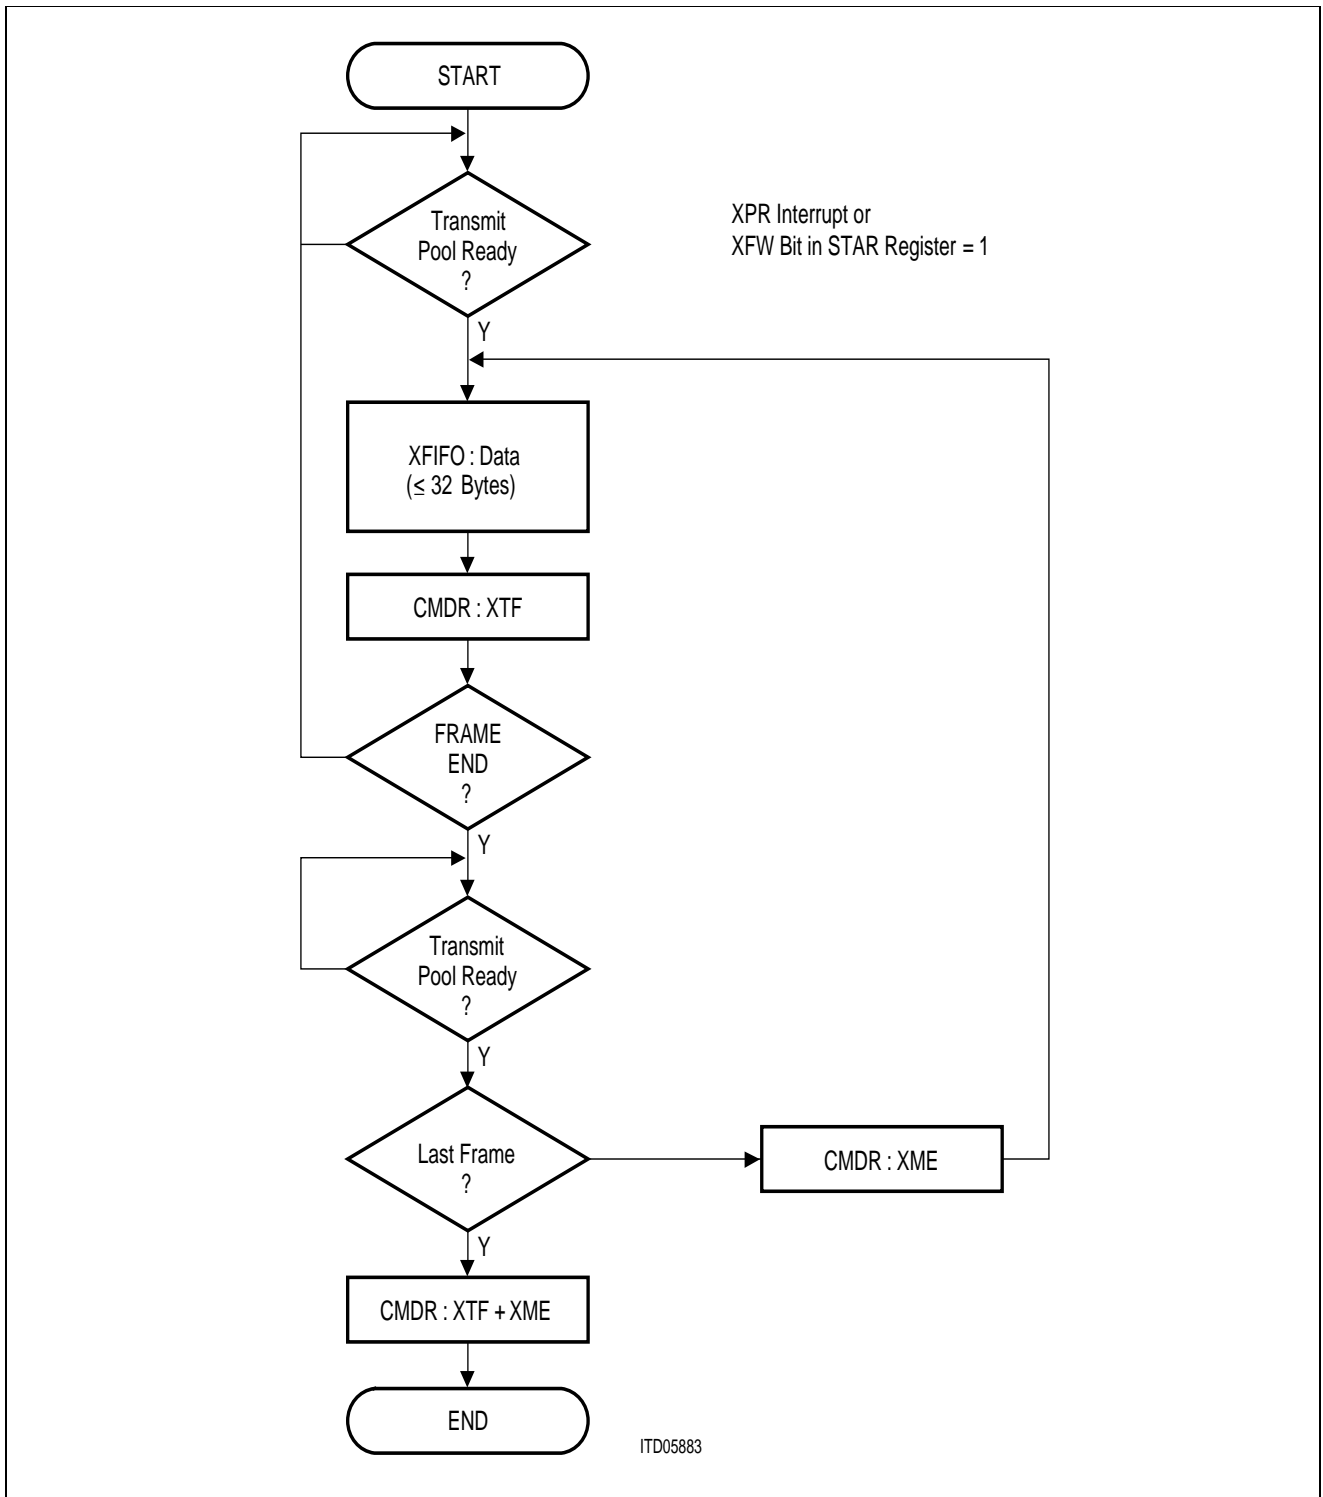 START
Transmit
Pool Ready
?
XPR Interrupt or
XFW Bit in STAR Register = 1
Y
XFIFO : Data
(≤ 32 Bytes)
CMDR : XTF
FRAME
END
?
Y
Transmit
Pool Ready
?
Y
Last Frame
?
CMDR : XME
Y
CMDR : XTF + XME
END
ITD05883